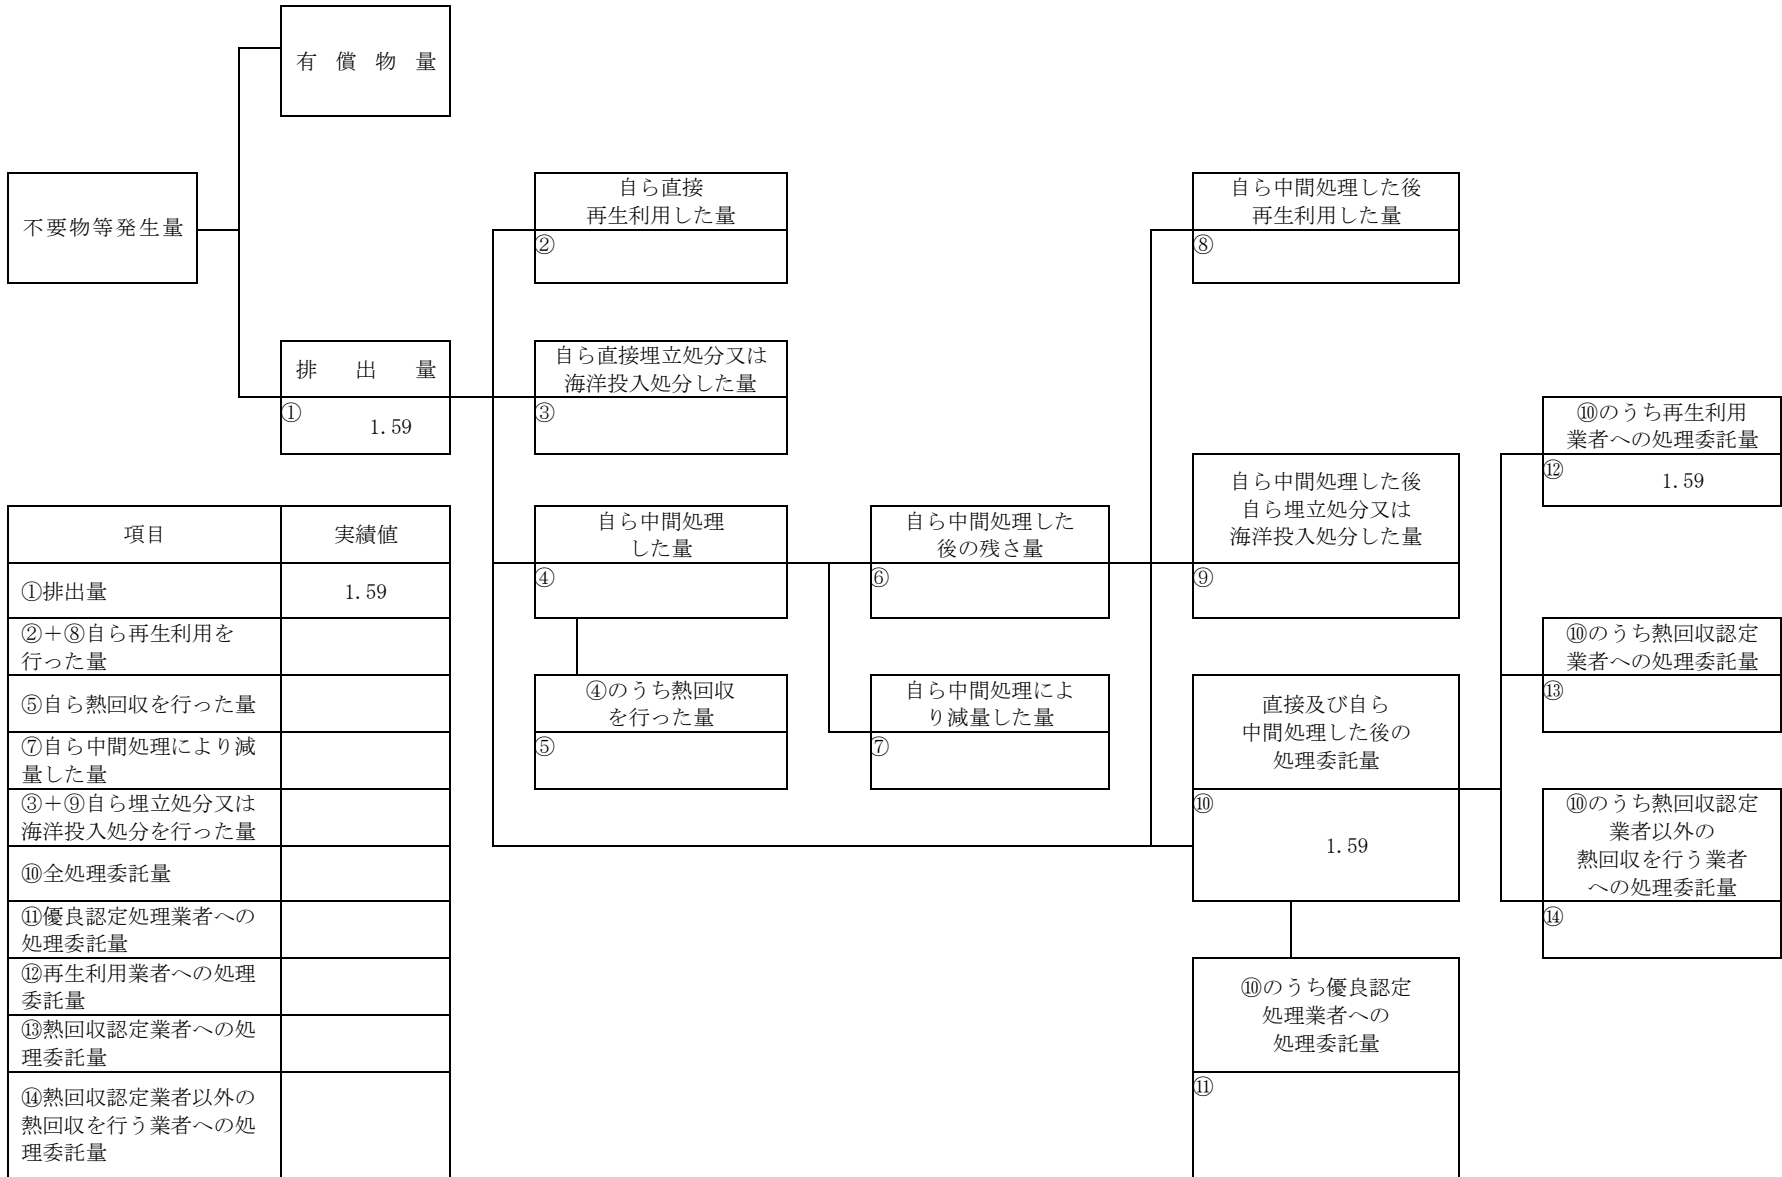 有 償 物 量
不要物等発生量
自ら直接
再生利用した量
②
自ら中間処理した後
再生利用した量
⑧
排 出 量
①
1.59
自ら直接埋立処分又は
海洋投入処分した量
③
⑩のうち再生利用
業者への処理委託量
⑫
1.59
自ら中間処理した後
自ら埋立処分又は
海洋投入処分した量
⑨
自ら中間処理
した量
④
自ら中間処理した
後の残さ量
⑥
⑩のうち熱回収認定
業者への処理委託量
⑬
④のうち熱回収
を行った量
⑤
自ら中間処理によ
り減量した量
⑦
直接及び自ら
中間処理した後の
処理委託量
⑩
1.59
⑩のうち熱回収認定
業者以外の
熱回収を行う業者
への処理委託量
⑭
⑩のうち優良認定
処理業者への
処理委託量
⑪
項目 実績値
①排出量 1.59
②+⑧自ら再生利用を
行った量
⑤自ら熱回収を行った量
⑦自ら中間処理により減
量した量
③+⑨自ら埋立処分又は
海洋投入処分を行った量
⑩全処理委託量
⑪優良認定処理業者への
処理委託量
⑫再生利用業者への処理
委託量
⑬熱回収認定業者への処
理委託量
⑭熱回収認定業者以外の
熱回収を行う業者への処
理委託量